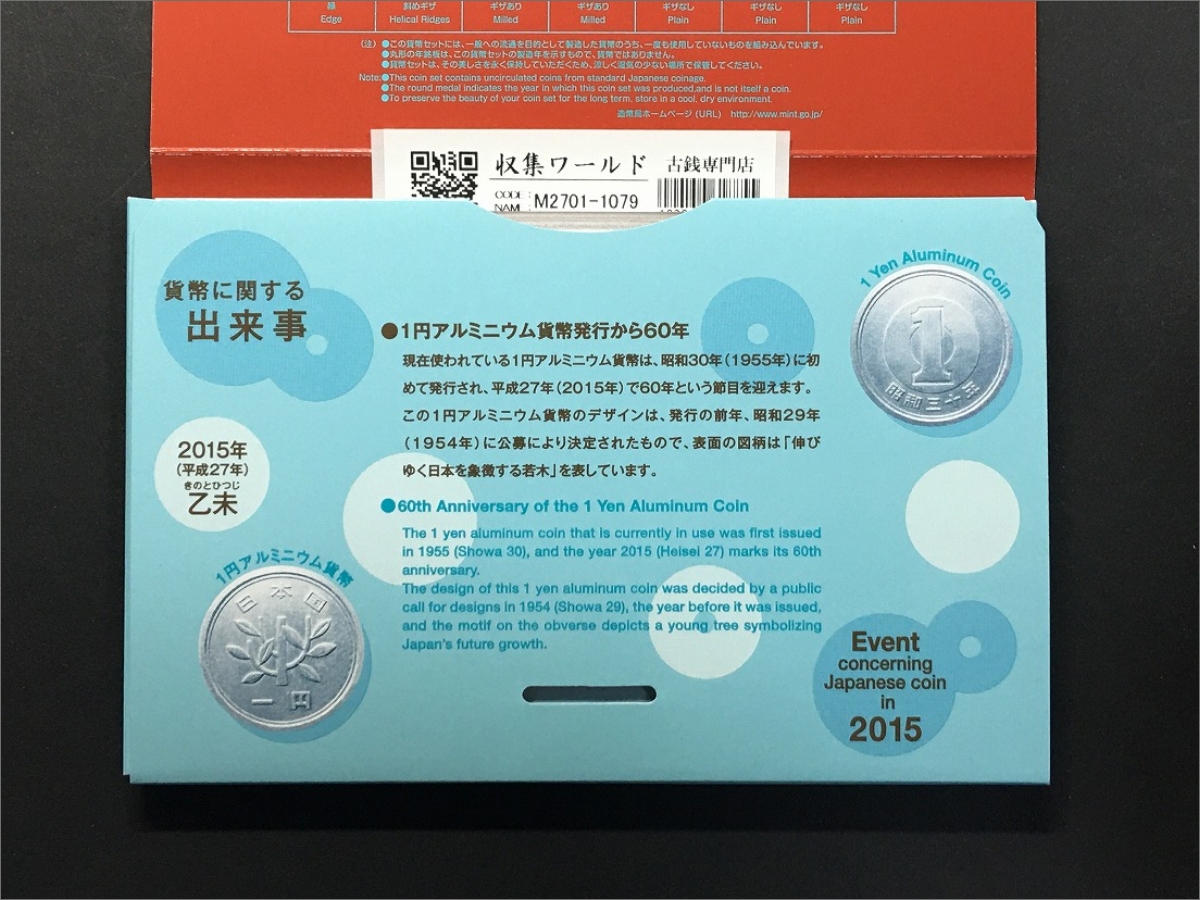 縁 斜めギザ ギザあり ギザあり ギザなし ギザなし ギザなし
Edge Helical Ridges Milled Milled Plain Plain Plain
(注) ●この貨幣セットには、一般への流通を目的として製造した貨幣のうち、一度も使用していないものを組み込んでいます。
●丸形の年銘板は、この貨幣セットの製造年を示すもので、貨幣ではありません。
●貨幣セットは、その美しさを永く保持していただくため、涼しく湿気の少ない場所で保管してください。
Note:●This coin set contains uncirculated coins from standard Japanese coinage.
●The round medal indicates the year in which this coin set was produced,and is not itself a coin.
●To preserve the beauty of your coin set for the long term, store in a cool, dry environment.
造幣局ホームページ (URL) http://www.mint.go.jp/
収集ワールド 古銭専門店
CODE: M2701-1079
NAME:
貨幣に関する
出来事
2015年
(平成27年)
きのとひつじ
乙未
1円アルミニウム貨幣
日本国
一円
●1円アルミニウム貨幣発行から60年
現在使われている1円アルミニウム貨幣は、昭和30年(1955年)に初
めて発行され、平成27年(2015年)で60年という節目を迎えます。
この1円アルミニウム貨幣のデザインは、発行の前年、昭和29年
(1954年)に公募により決定されたもので、表面の図柄は「伸び
ゆく日本を象徴する若木」を表しています。
●60th Anniversary of the 1 Yen Aluminum Coin
The 1 yen aluminum coin that is currently in use was first issued
in 1955 (Showa 30), and the year 2015 (Heisei 27) marks its 60th
anniversary.
The design of this 1 yen aluminum coin was decided by a public
call for designs in 1954 (Showa 29), the year before it was issued,
and the motif on the obverse depicts a young tree symbolizing
Japan's future growth.
1 Yen Aluminum Coin
1
昭和三十年
Event
concerning
Japanese coin
in
2015